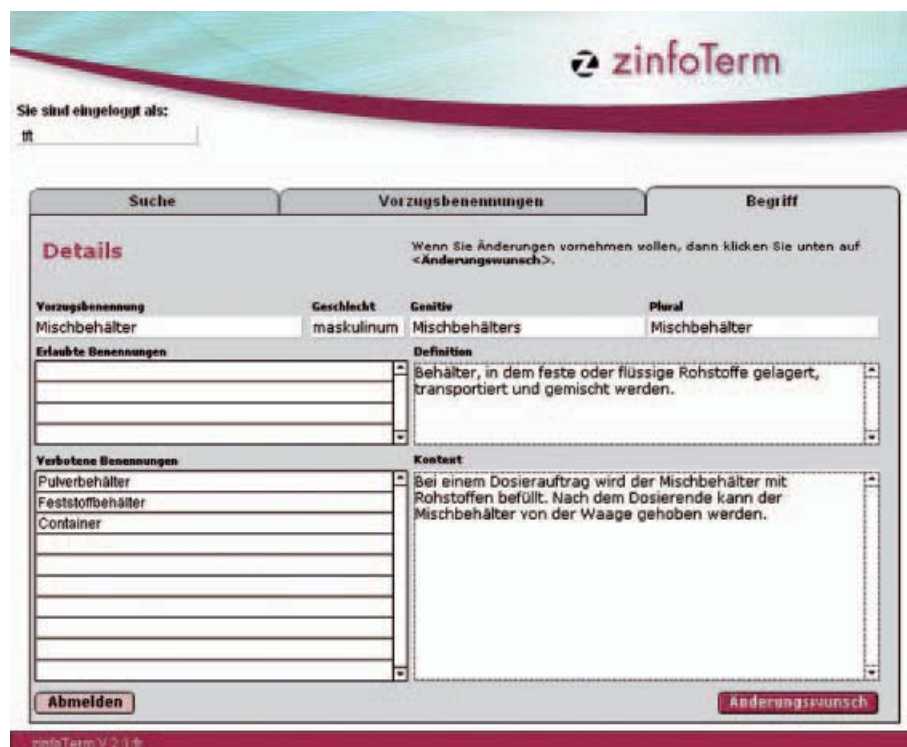 zinfoTerm
Sie sind eingeloggt als:
Suche
Vorzugsbenennungen
Begriff
Details
Wenn Sie Änderungen vornehmen wollen, dann klicken Sie unten auf
<Änderungswunsch>.
Vorzugsbenennung
Geschlecht
Genitiv
Plural
Mischbehälter
maskulinum
Mischbehälters
Mischbehälter
Erlaubte Benennungen
Definition
Behälter, in dem feste oder flüssige Rohstoffe gelagert,
transportiert und gemischt werden.
Verbotene Benennungen
Pulverbehälter
Feststoffbehälter
Container
Kontext
Bei einem Dosierauftrag wird der Mischbehälter mit
Rohstoffen befüllt. Nach dem Dosierende kann der
Mischbehälter von der Waage gehoben werden.
Abmelden
Änderungswunsch
zinfoTerm